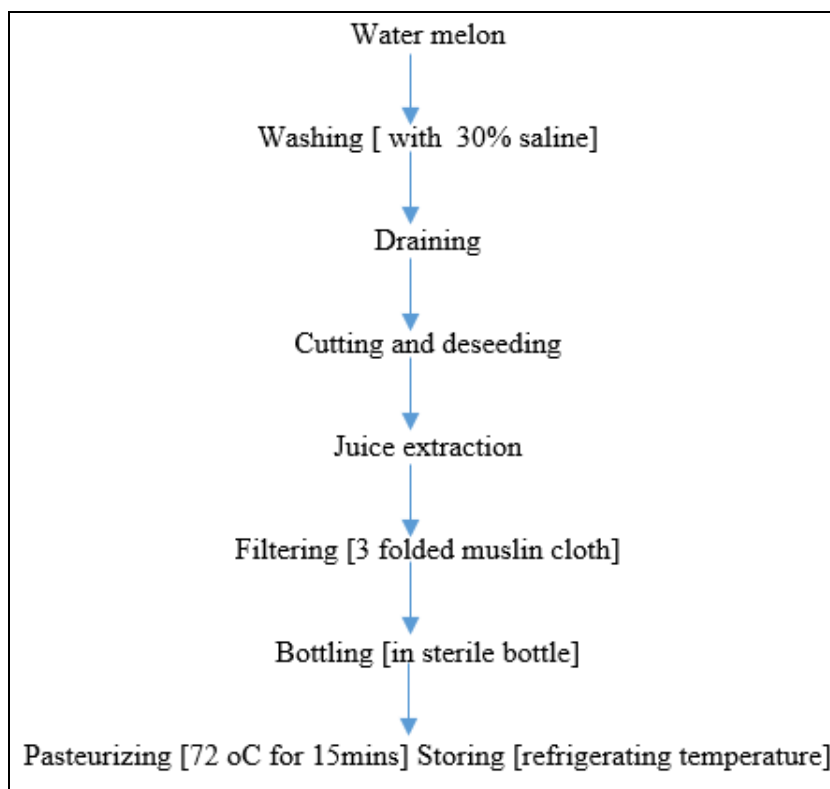 Water melon
Washing [ with 30% saline]
Draining
Cutting and deseeding
Juice extraction
Filtering [3 folded muslin cloth]
Bottling [in sterile bottle]
Pasteurizing [72 oC for 15mins] Storing [refrigerating temperature]